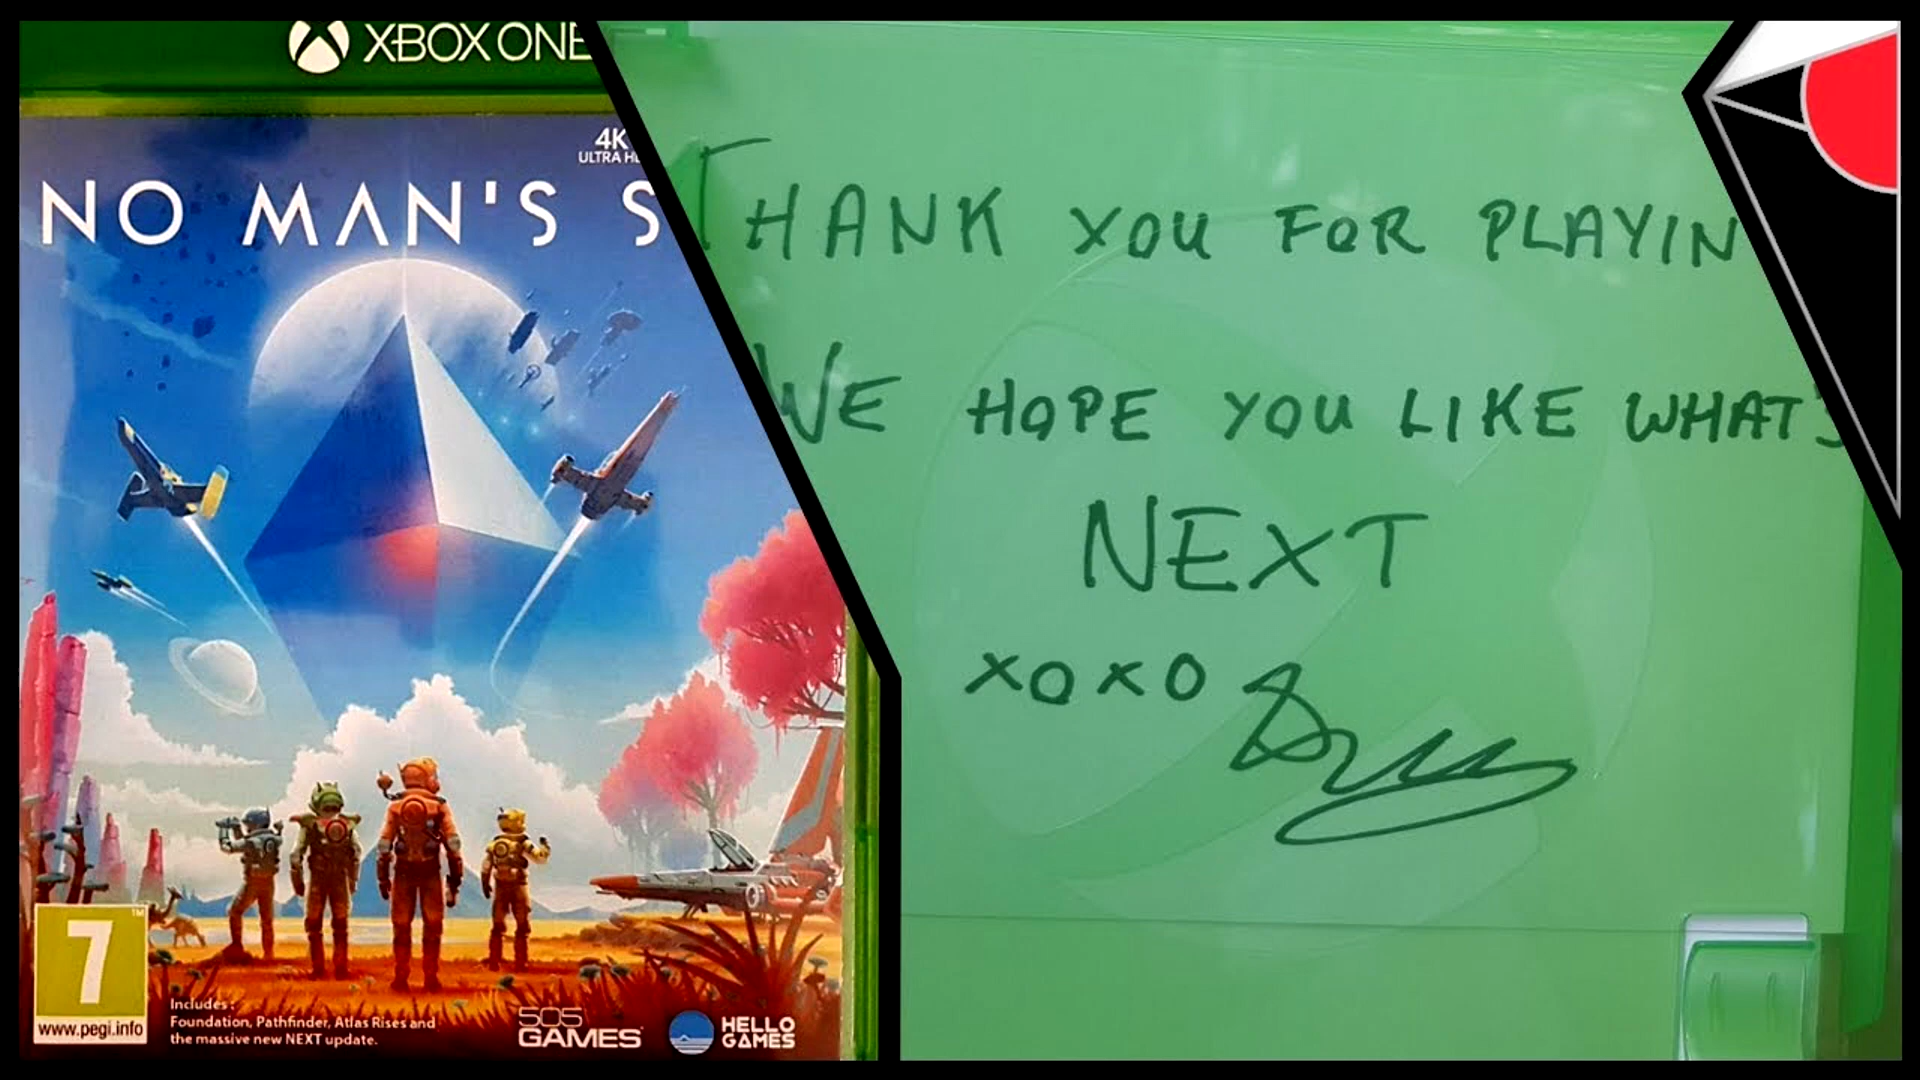 XBOX ONE
4K
ULTRA H
NO MAN'S S
7
www.pegi.info
Includes :
Foundation, Pathfinder, Atlas Rises and
the massive new NEXT update.
505
GAMES
HELLO
GAMES
THANK YOU FOR PLAYIN
WE HOPE YOU LIKE WHAT'S
NEXT
XOXO